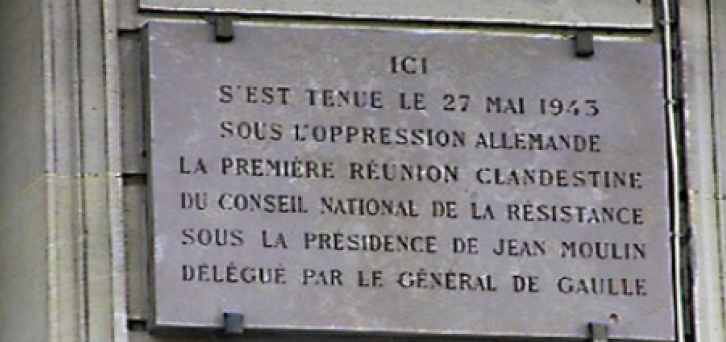 ICI
S'EST TENUE LE 27 MAI 1943
SOUS L'OPPRESSION ALLEMANDE
LA PREMIÈRE RÉUNION CLANDESTINE
DU CONSEIL NATIONAL DE LA RÉSISTANCE
SOUS LA PRÉSIDENCE DE JEAN MOULIN
DÉLÉGUÉ PAR LE GÉNÉRAL DE GAULLE